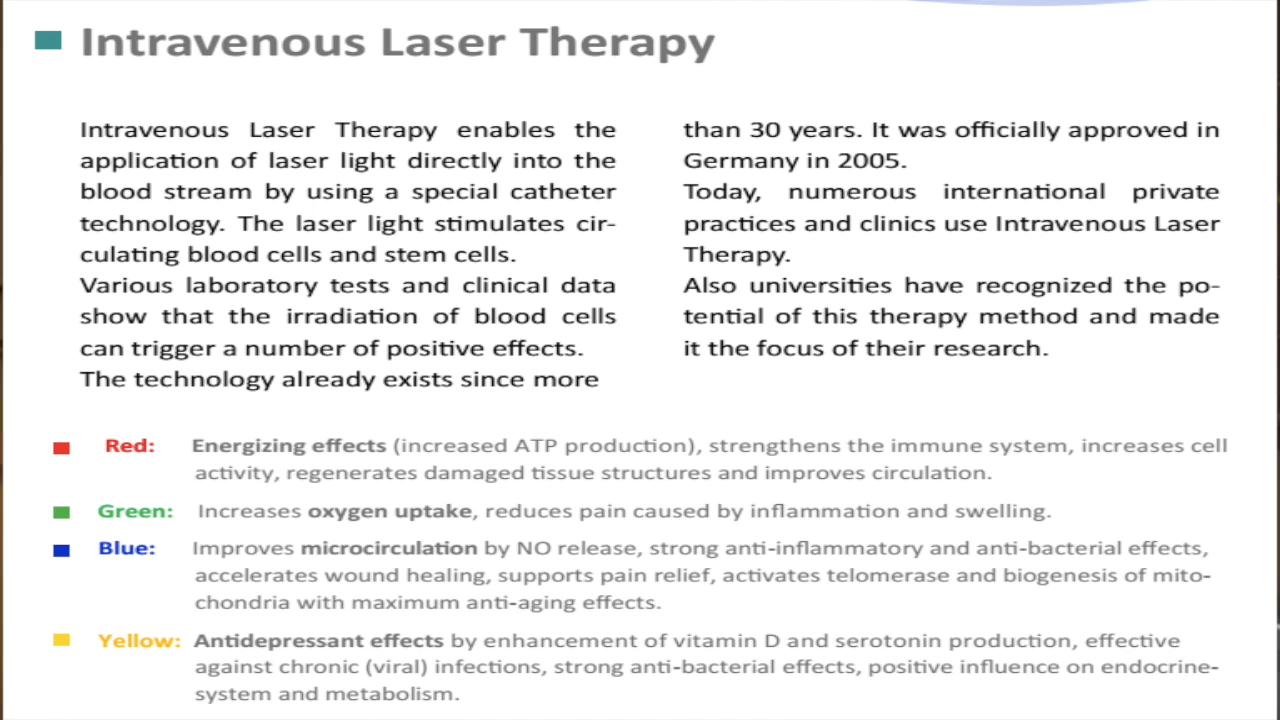 Intravenous Laser Therapy
Intravenous Laser Therapy enables the
application of laser light directly into the
blood stream by using a special catheter
technology. The laser light stimulates cir-
culating blood cells and stem cells.
Various laboratory tests and clinical data
show that the irradiation of blood cells
can trigger a number of positive effects.
The technology already exists since more
than 30 years. It was officially approved in
Germany in 2005.
Today, numerous international private
practices and clinics use Intravenous Laser
Therapy.
Also universities have recognized the po-
tential of this therapy method and made
it the focus of their research.
Red: Energizing effects (increased ATP production), strengthens the immune system, increases cell
activity, regenerates damaged tissue structures and improves circulation.
Green: Increases oxygen uptake, reduces pain caused by inflammation and swelling.
Blue: Improves microcirculation by NO release, strong anti-inflammatory and anti-bacterial effects,
accelerates wound healing, supports pain relief, activates telomerase and biogenesis of mito-
chondria with maximum anti-aging effects.
Yellow: Antidepressant effects by enhancement of vitamin D and serotonin production, effective
against chronic (viral) infections, strong anti-bacterial effects, positive influence on endocrine-
system and metabolism.